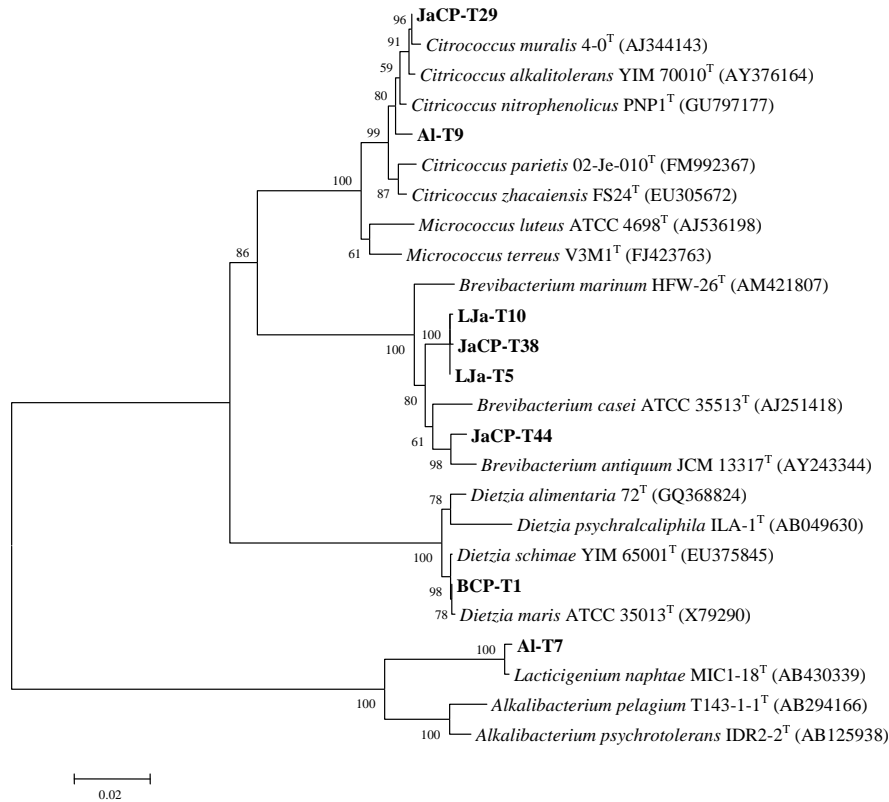 JaCP-T29
96
Citrococcus muralis 4-0T (AJ344143)
91
Citricoccus alkalitolerans YIM 70010T (AY376164)
59
Citricoccus nitrophenolicus PNP1T (GU797177)
80
Al-T9
99
Citricoccus parietis 02-Je-010T (FM992367)
Citricoccus zhacaiensis FS24T (EU305672)
87
100
Micrococcus luteus ATCC 4698T (AJ536198)
Micrococcus terreus V3M1T (FJ423763)
61
86
Brevibacterium marinum HFW-26T (AM421807)
LJa-T10
100
JaCP-T38
100
LJa-T5
80
Brevibacterium casei ATCC 35513T (AJ251418)
JaCP-T44
61
Brevibacterium antiquum JCM 13317T (AY243344)
98
Dietzia alimentaria 72T (GQ368824)
78
Dietzia psychralcaliphila ILA-1T (AB049630)
100
Dietzia schimae YIM 65001T (EU375845)
BCP-T1
98
Dietzia maris ATCC 35013T (X79290)
78
Al-T7
100
Lacticigenium naphtae MIC1-18T (AB430339)
100
Alkalibacterium pelagium T143-1-1T (AB294166)
Alkalibacterium psychrotolerans IDR2-2T (AB125938)
100
0.02